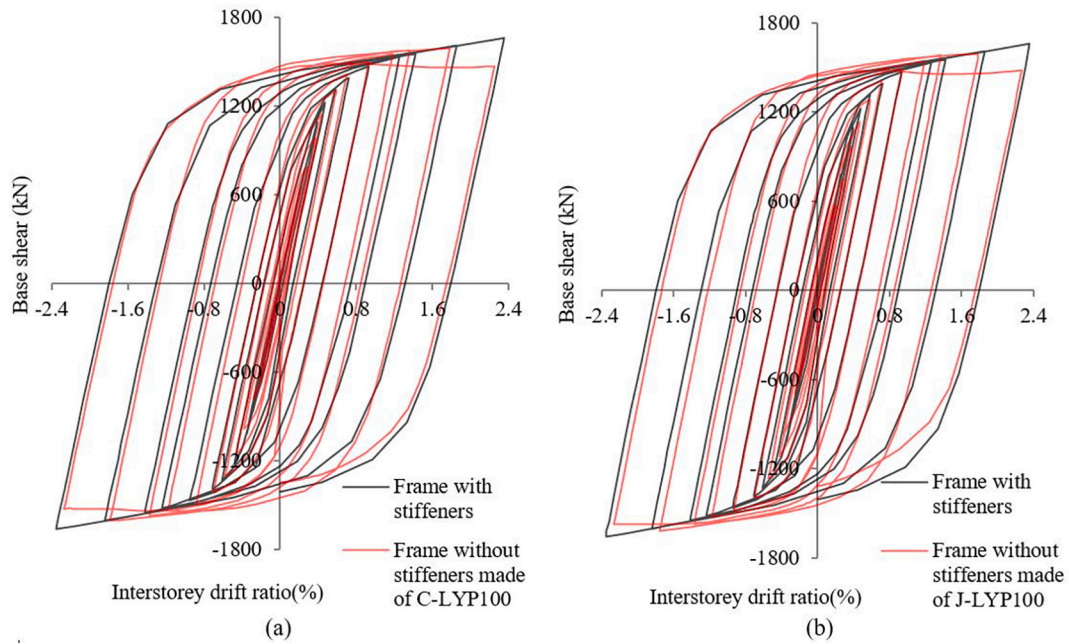 1800
1200
600
0
-2.4
-1.6
-0.8
0
0.8
1.6
2.4
-600
-1200
-1800
Base shear (kN)
Interstorey drift ratio(%)
Frame with
stiffeners
Frame without
stiffeners made
of C-LYP100
(a)
1800
1200
600
0
-2.4
-1.6
-0.8
0
0.8
1.6
2.4
-600
-1200
-1800
Base shear (kN)
Interstorey drift ratio(%)
Frame with
stiffeners
Frame without
stiffeners made
of J-LYP100
(b)